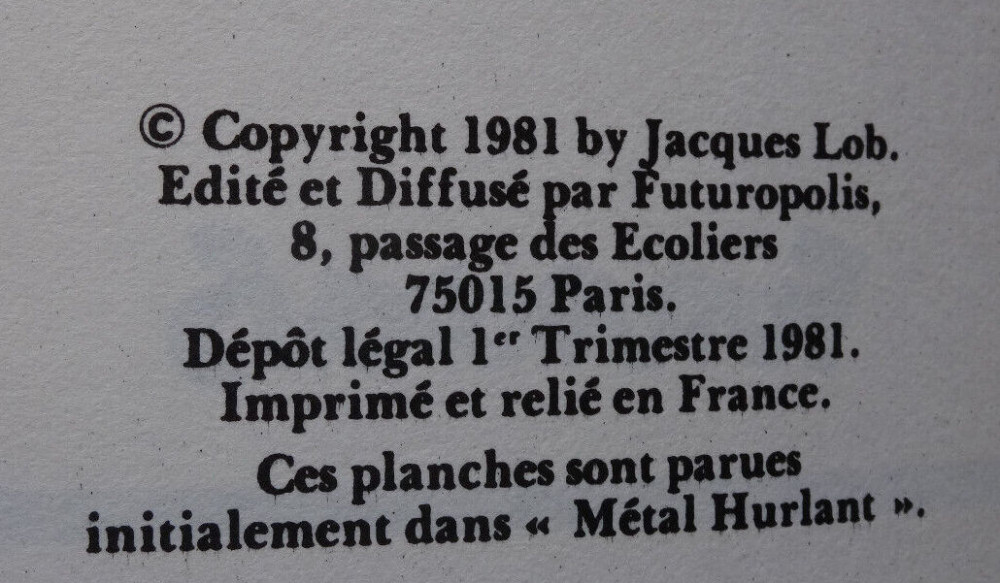 © Copyright 1981 by Jacques Lob.
Edité et Diffusé par Futuropolis,
8, passage des Ecoliers
75015 Paris.
Dépôt légal 1er Trimestre 1981.
Imprimé et relié en France.
Ces planches sont parues
initialement dans « Métal Hurlant ».